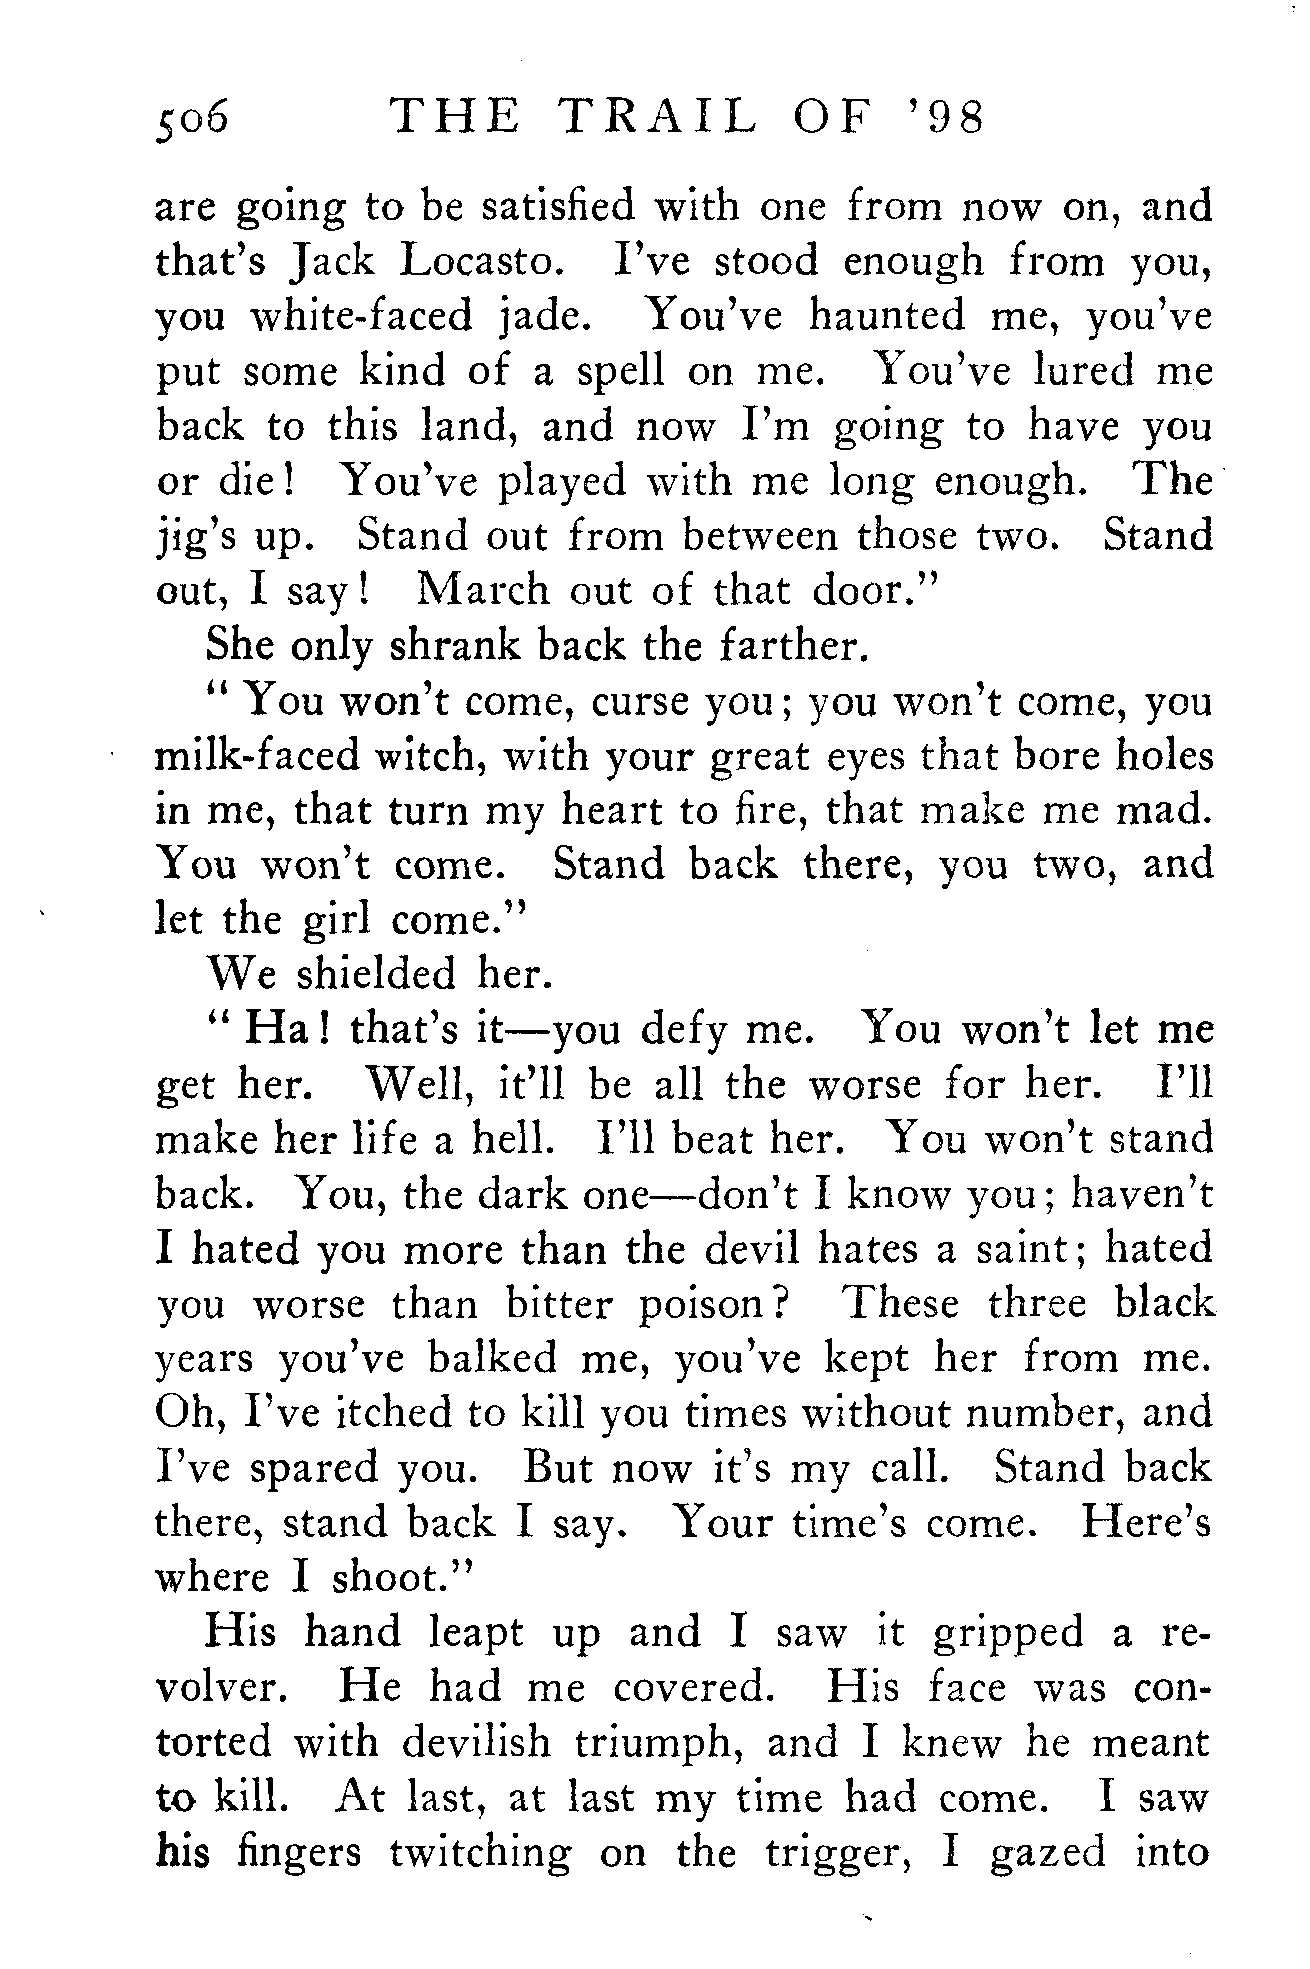 506 THE TRAIL OF '98
are going to be satisfied with one from now on, and
that's Jack Locasto. I've stood enough from you,
you white-faced jade. You've haunted me, you've
put some kind of a spell on me. You've lured me
back to this land, and now I'm going to have you
or die! You've played with me long enough. The
jig's up. Stand out from between those two. Stand
out, I say! March out of that door."
She only shrank back the farther.
"You won't come, curse you; you won't come, you
milk-faced witch, with your great eyes that bore holes
in me, that turn my heart to fire, that make me mad.
You won't come. Stand back there, you two, and
let the girl come."
We shielded her.
"Ha! that's it—you defy me. You won't let me
get her. Well, it'll be all the worse for her. I'll
make her life a hell. I'll beat her. You won't stand
back. You, the dark one—don't I know you; haven't
I hated you more than the devil hates a saint; hated
you worse than bitter poison? These three black
years you've balked me, you've kept her from me.
Oh, I've itched to kill you times without number, and
I've spared you. But now it's my call. Stand back
there, stand back I say. Your time's come. Here's
where I shoot."
His hand leapt up and I saw it gripped a re-
volver. He had me covered. His face was con-
torted with devilish triumph, and I knew he meant
to kill. At last, at last my time had come. I saw
his fingers twitching on the trigger, I gazed into